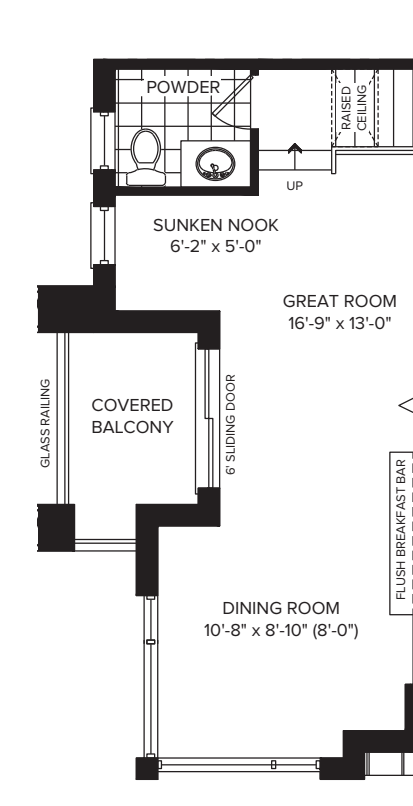 POWDER
RAISED
CEILING
UP
SUNKEN NOOK
6'-2" x 5'-0"
GREAT ROOM
16'-9" x 13'-0"
GLASS RAILING
COVERED
BALCONY
6' SLIDING DOOR
FLUSH BREAKFAST BAR
DINING ROOM
10'-8" x 8'-10" (8'-0")